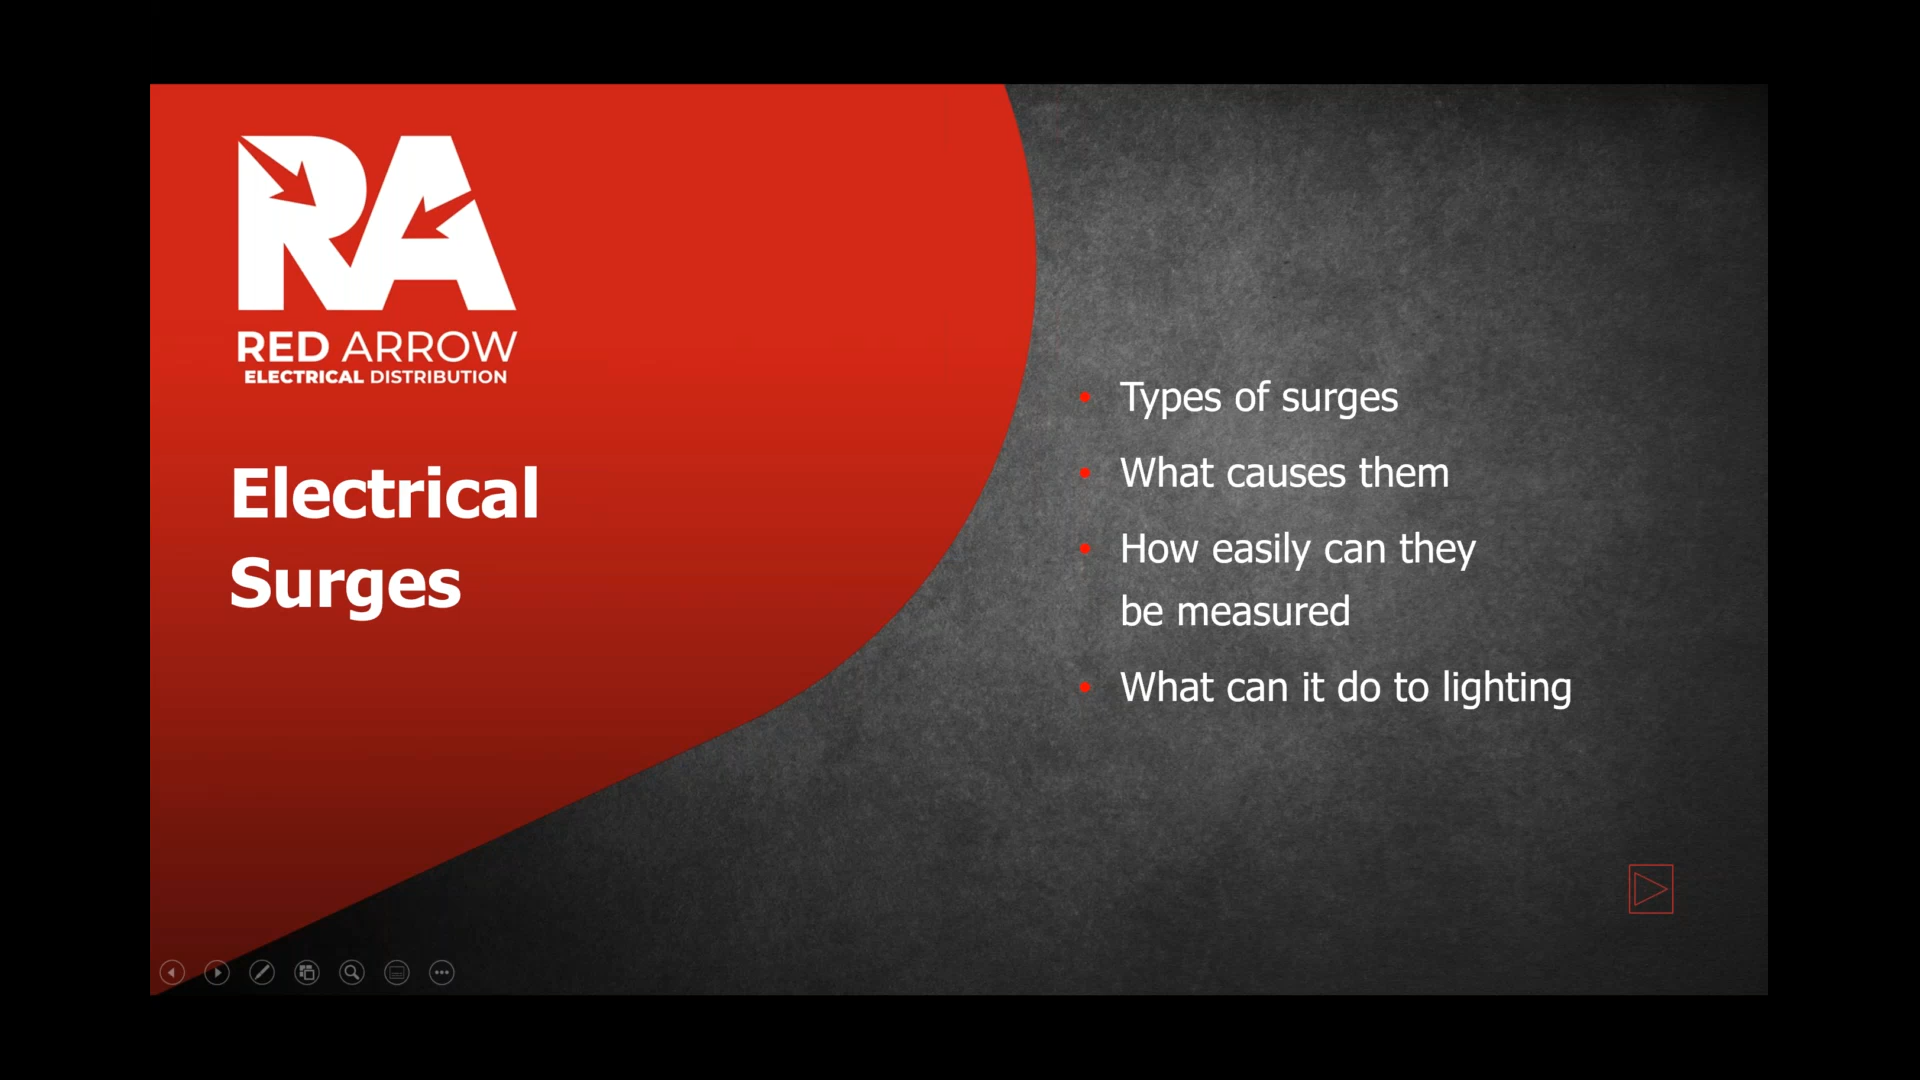 RA
RED ARROW
ELECTRICAL DISTRIBUTION
Electrical
Surges
• Types of surges
• What causes them
• How easily can they
be measured
• What can it do to lighting